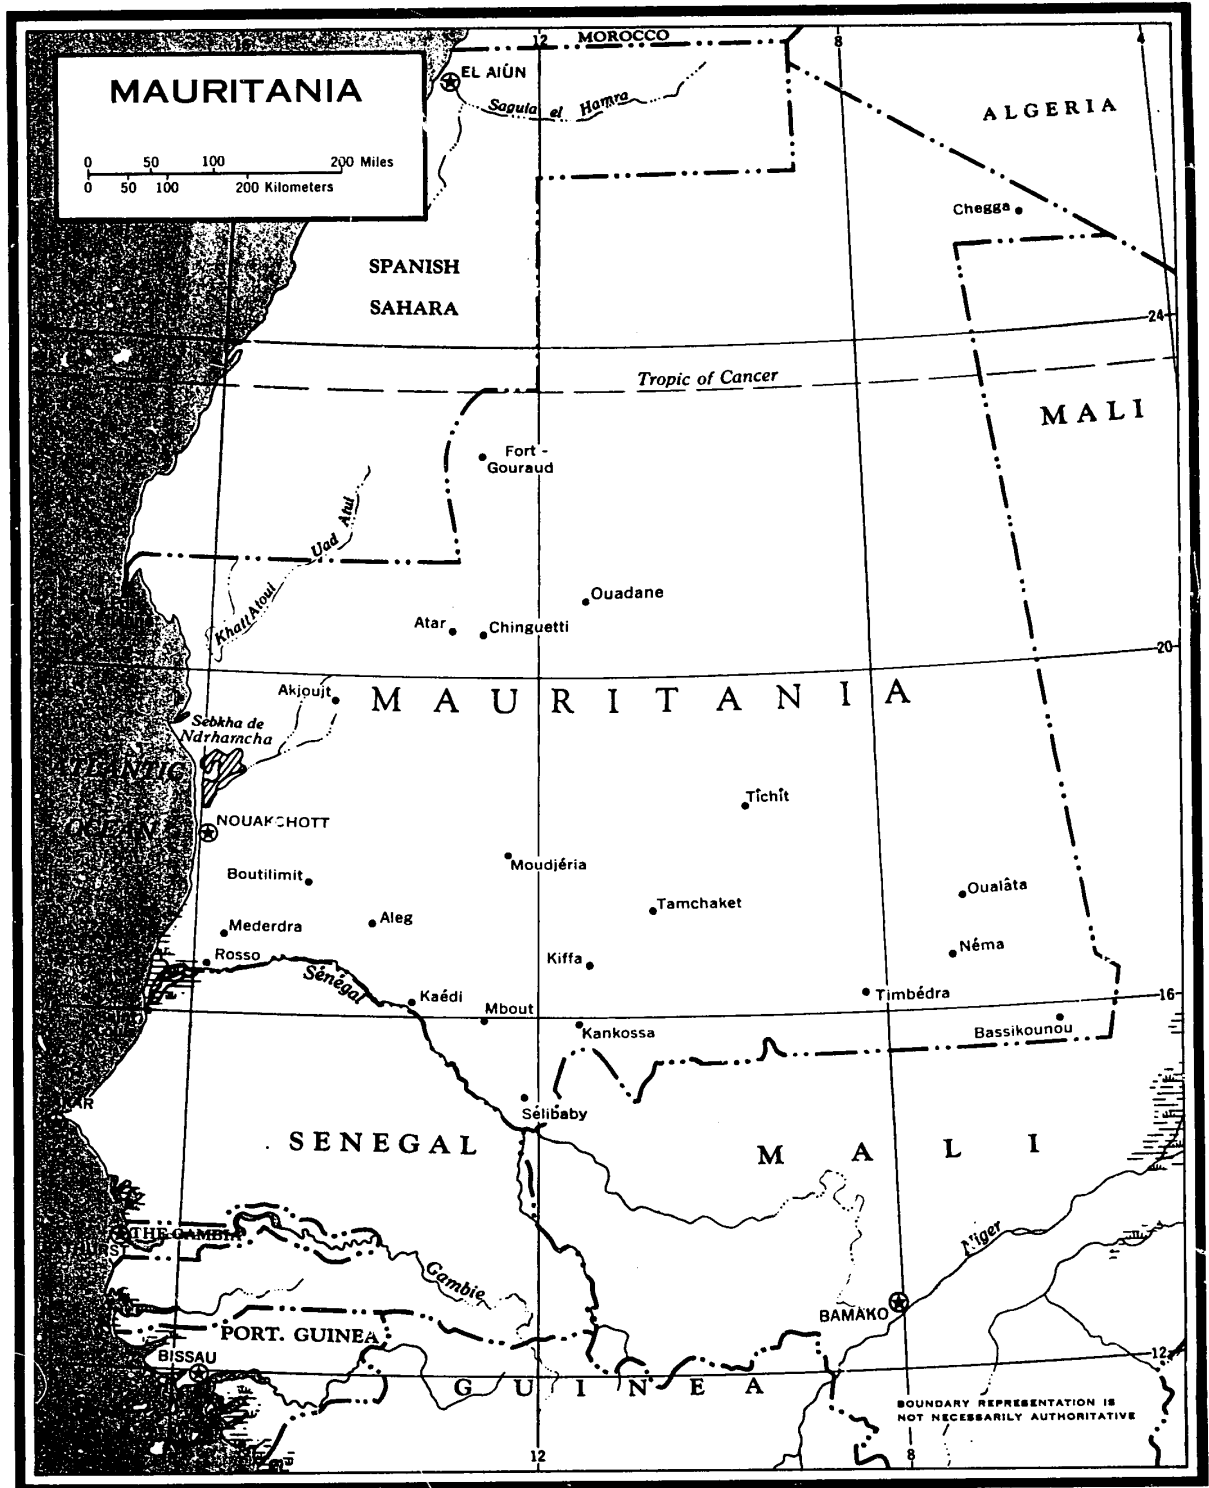 12
MOROCCO
8
4
MAURITANIA
EL AIÛN
Saguia el Hamra
ALGERIA
0 50 100 200 Miles
0 50 100 200 Kilometers
Chegga
SPANISH
SAHARA
24
Tropic of Cancer
MALI
Fort -
Gouraud
Uad Atui
Khatt Atoui
Ouadane
Atar
Chinguetti
20
Akjoujt
MAURITANIA
Sebkha de
Ndrhamcha
ATLANTIC
OCEAN
Tîchît
NOUAKCHOTT
Moudjéria
Boutilimit
Oualâta
Tamchaket
Aleg
Mederdra
Néma
Rosso
Kiffa
Sénégal
Kaédi
Timbédra
16
Mbout
Kankossa
Bassikounou
Sélibaby
SENEGAL
MALI
THE GAMBIA
Niger
Gambie
BAMAKO
PORT. GUINEA
BISSAU
12
GUINEA
BOUNDARY REPRESENTATION IS
NOT NECESSARILY AUTHORITATIVE
12
8